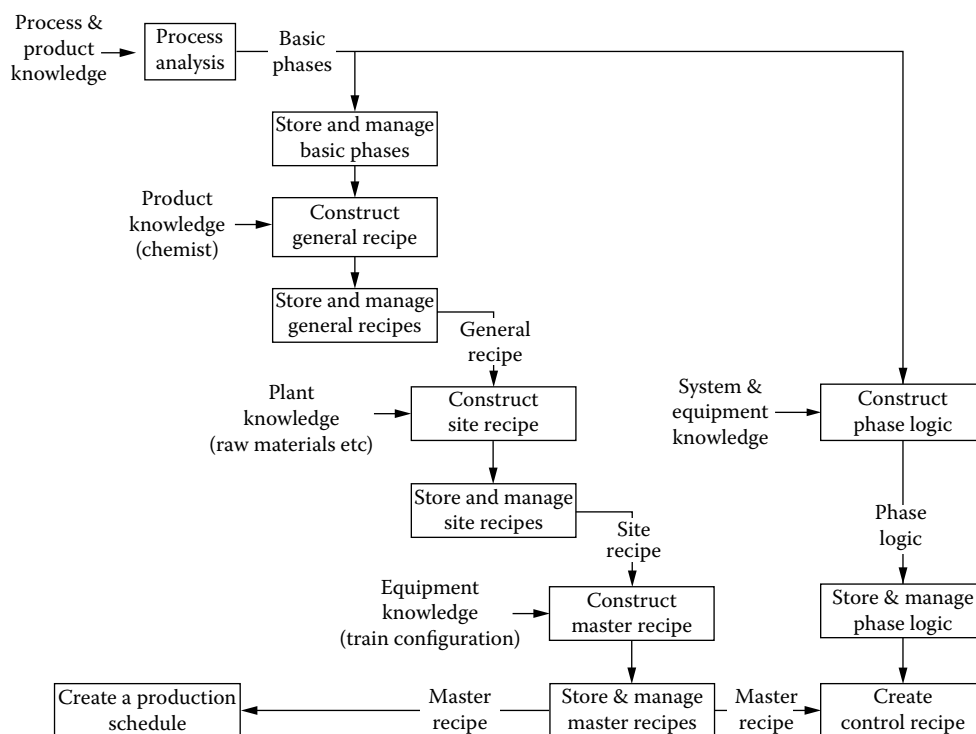 Process &
product
knowledge
Process
analysis
Basic
phases
Store and manage
basic phases
Product
knowledge
(chemist)
Construct
general recipe
Store and manage
general recipes
General
recipe
Plant
knowledge
(raw materials etc)
Construct
site recipe
System &
equipment
knowledge
Construct
phase logic
Store and manage
site recipes
Site
recipe
Phase
logic
Equipment
knowledge
(train configuration)
Construct
master recipe
Store & manage
phase logic
Create a production
schedule
Master
recipe
Store & manage
master recipes
Master
recipe
Create
control recipe